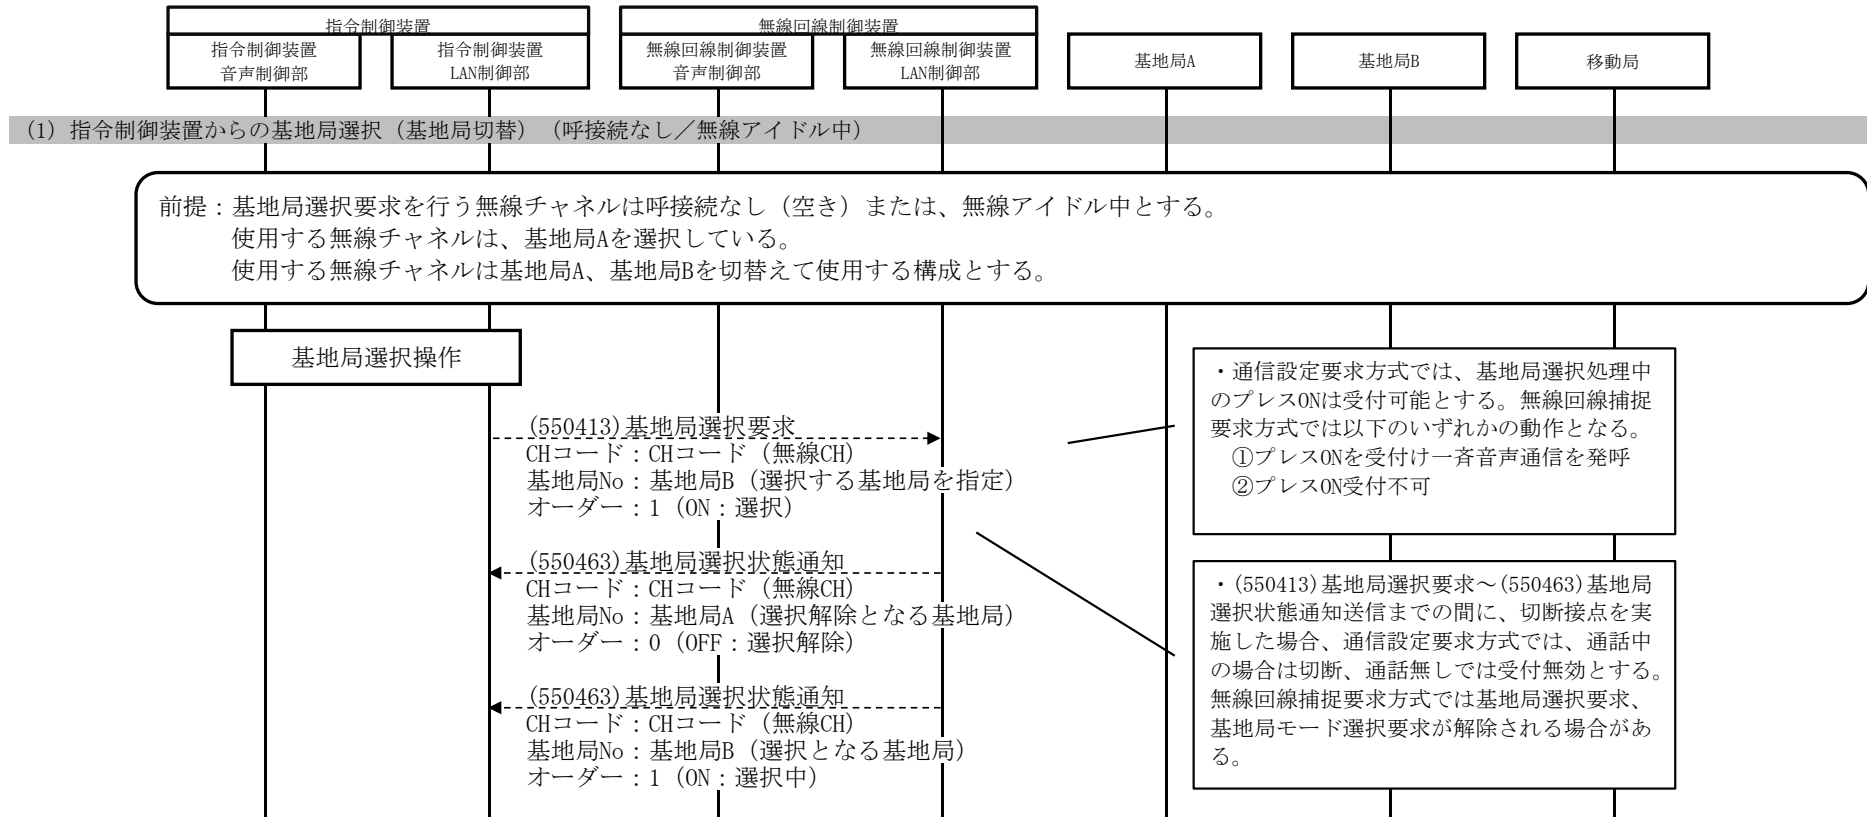 指令制御装置
無線回線制御装置
指令制御装置
音声制御部
指令制御装置
LAN制御部
無線回線制御装置
音声制御部
無線回線制御装置
LAN制御部
基地局A
基地局B
移動局
(1) 指令制御装置からの基地局選択（基地局切替）（呼接続なし／無線アイドル中）
前提：基地局選択要求を行う無線チャネルは呼接続なし（空き）または、無線アイドル中とする。
使用する無線チャネルは、基地局Aを選択している。
使用する無線チャネルは基地局A、基地局Bを切替えて使用する構成とする。
基地局選択操作
(550413)基地局選択要求
CHコード：CHコード（無線CH）
基地局No：基地局B（選択する基地局を指定）
オーダー：1（ON：選択）
(550463)基地局選択状態通知
CHコード：CHコード（無線CH）
基地局No：基地局A（選択解除となる基地局）
オーダー：0（OFF：選択解除）
(550463)基地局選択状態通知
CHコード：CHコード（無線CH）
基地局No：基地局B（選択となる基地局）
オーダー：1（ON：選択中）
・通信設定要求方式では、基地局選択処理中
のプレスONは受付可能とする。無線回線捕捉
要求方式では以下のいずれかの動作となる。
①プレスONを受付け一斉音声通信を発呼
②プレスON受付不可
・(550413)基地局選択要求～(550463)基地局
選択状態通知送信までの間に、切断接点を実
施した場合、通信設定要求方式では、通話中
の場合は切断、通話無しでは受付無効とする。
無線回線捕捉要求方式では基地局選択要求、
基地局モード選択要求が解除される場合があ
る。